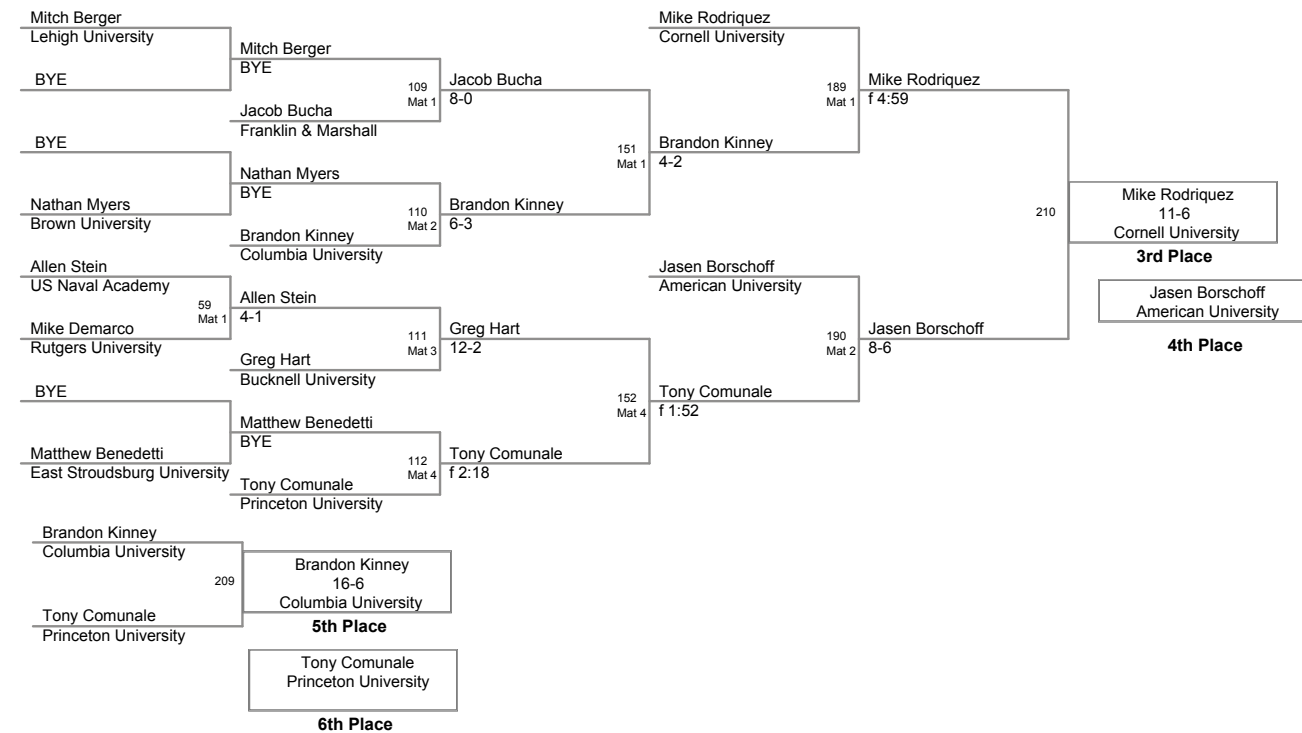 Mitch Berger
Lehigh University
BYE
BYE
Nathan Myers
Brown University
Allen Stein
US Naval Academy
59
Mat 1
Mike Demarco
Rutgers University
BYE
Matthew Benedetti
East Stroudsburg University
Mitch Berger
BYE
109
Mat 1
Jacob Bucha
Franklin & Marshall
Nathan Myers
BYE
110
Mat 2
Brandon Kinney
Columbia University
Allen Stein
4-1
111
Mat 3
Greg Hart
Bucknell University
Matthew Benedetti
BYE
112
Mat 4
Tony Comunale
Princeton University
Jacob Bucha
8-0
151
Mat 1
Brandon Kinney
6-3
Greg Hart
12-2
152
Mat 4
Tony Comunale
f 2:18
Mike Rodriquez
Cornell University
189
Mat 1
Brandon Kinney
4-2
Jasen Borschoff
American University
190
Mat 2
Tony Comunale
f 1:52
Mike Rodriquez
f 4:59
210
Jasen Borschoff
8-6
Mike Rodriquez
11-6
Cornell University
3rd Place
Jasen Borschoff
American University
4th Place
Brandon Kinney
Columbia University
209
Tony Comunale
Princeton University
Brandon Kinney
16-6
Columbia University
5th Place
Tony Comunale
Princeton University
6th Place